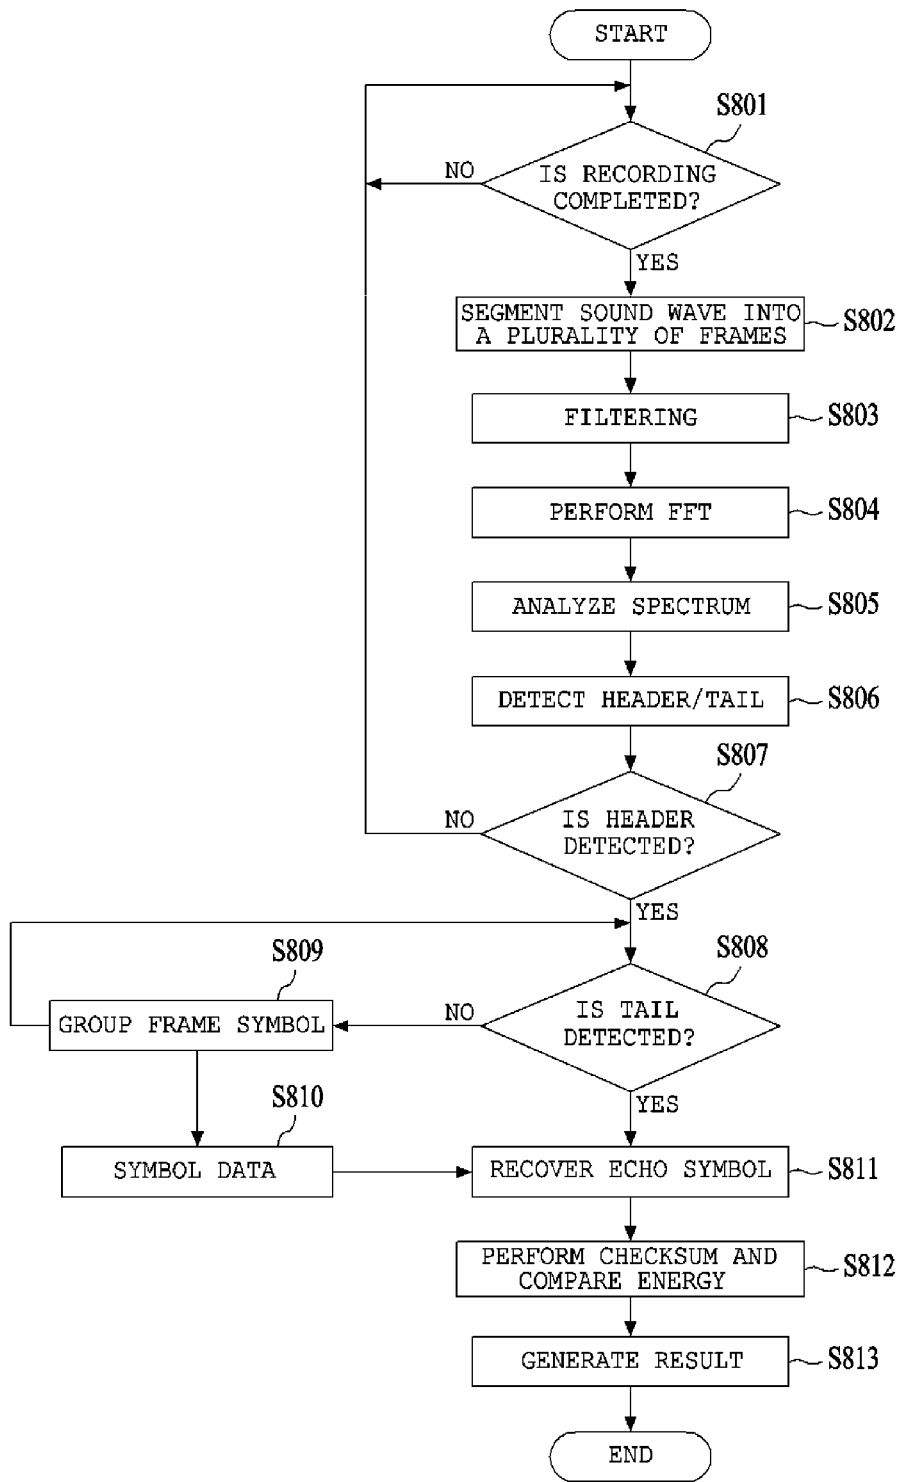 START
S801
IS RECORDING
COMPLETED?
NO
YES
SEGMENT SOUND WAVE INTO
A PLURALITY OF FRAMES
S802
FILTERING
S803
PERFORM FFT
S804
ANALYZE SPECTRUM
S805
DETECT HEADER/TAIL
S806
S807
IS HEADER
DETECTED?
NO
YES
S808
IS TAIL
DETECTED?
NO
YES
S809
GROUP FRAME SYMBOL
S810
SYMBOL DATA
RECOVER ECHO SYMBOL
S811
PERFORM CHECKSUM AND
COMPARE ENERGY
S812
GENERATE RESULT
S813
END